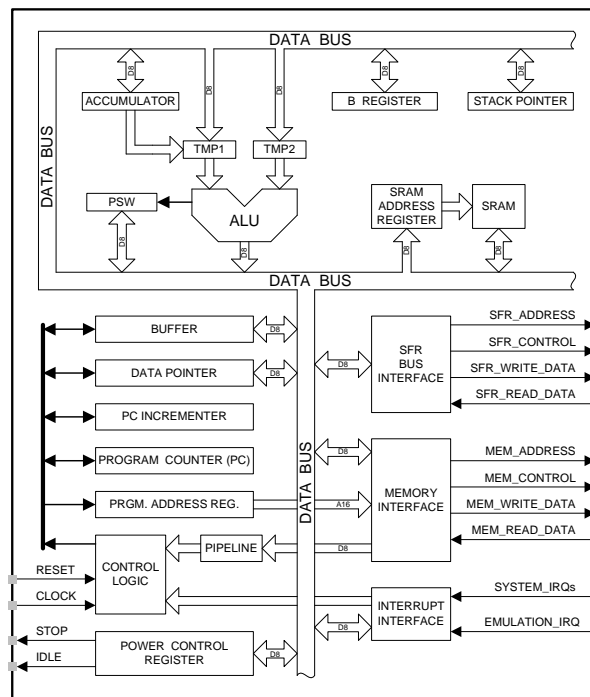 DATA BUS
D8 D8 D8 D8 D8
ACCUMULATOR
B REGISTER
STACK POINTER
DATA BUS
TMP1
TMP2
PSW
ALU
SRAM
ADDRESS
REGISTER
SRAM
D8 D8 D8 D8
DATA BUS
BUFFER
D8
DATA POINTER
D8
PC INCREMENTER
PROGRAM COUNTER (PC)
PRGM. ADDRESS REG.
A16
DATA BUS
D8
SFR
BUS
INTERFACE
SFR_ADDRESS
SFR_CONTROL
SFR_WRITE_DATA
SFR_READ_DATA
D8
MEMORY
INTERFACE
MEM_ADDRESS
MEM_CONTROL
MEM_WRITE_DATA
MEM_READ_DATA
CONTROL
LOGIC
PIPELINE
D8
RESET
CLOCK
INTERRUPT
INTERFACE
SYSTEM_IRQs
EMULATION_IRQ
D8
STOP
IDLE
POWER CONTROL
REGISTER
D8